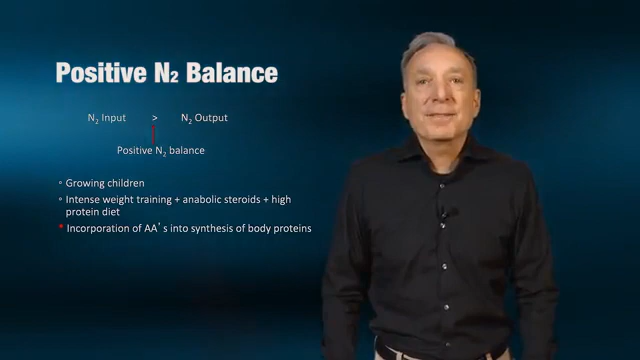 Positive N₂ Balance
N₂ Input > N₂ Output
Positive N₂ balance
◦ Growing children
◦ Intense weight training + anabolic steroids + high
protein diet
• Incorporation of AA's into synthesis of body proteins